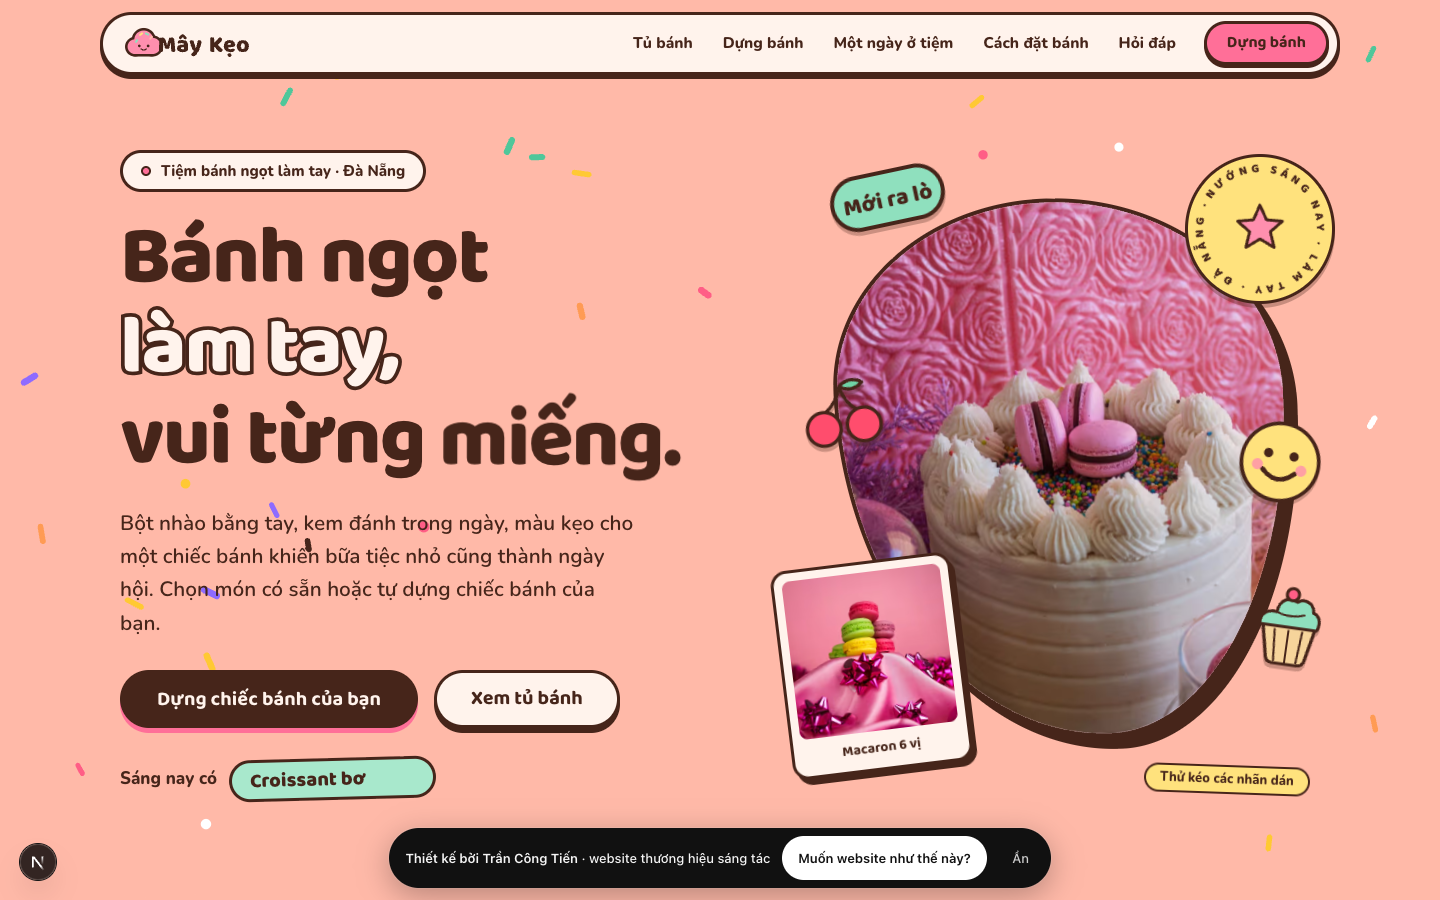 Mây Kẹo
Tủ bánh
Dựng bánh
Một ngày ở tiệm
Cách đặt bánh
Hỏi đáp
Dựng bánh
Tiệm bánh ngọt làm tay · Đà Nẵng
Bánh ngọt
làm tay,
vui từng miếng.
Bột nhào bằng tay, kem đánh trong ngày, màu kẹo cho
một chiếc bánh khiến bữa tiệc nhỏ cũng thành ngày
hội. Chọn món có sẵn hoặc tự dựng chiếc bánh của
bạn.
Dựng chiếc bánh của bạn
Xem tủ bánh
Sáng nay có
Croissant bơ
Mới ra lò
NƯỚNG SÁNG NAY · LÀM TAY · ĐÀ NẴNG ·
Macaron 6 vị
Thử kéo các nhãn dán
Thiết kế bởi Trần Công Tiến · website thương hiệu sáng tác
Muốn website như thế này?
Ẩn
N